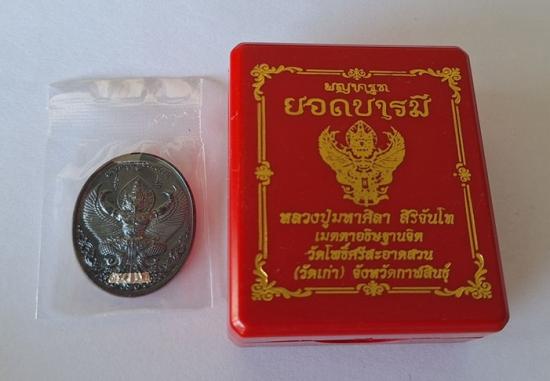 พญาครุฑ
ยอดบารมี
หลวงปู่มหาศิลา สิริจันโท
เมตตาอธิษฐานจิต
วัดโพธิ์ศรีสะอาดสวน
(วัดเก่า) จังหวัดกาฬสินธุ์